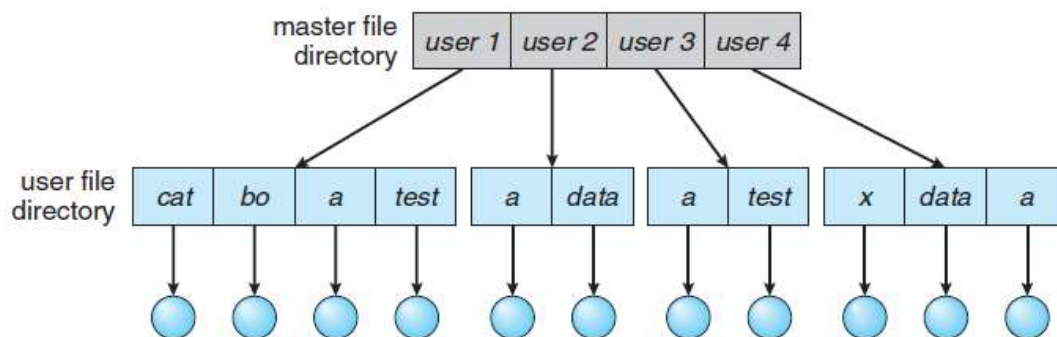 master file
directory
user 1 user 2 user 3 user 4
user file
directory
cat bo a test a data a test x data a